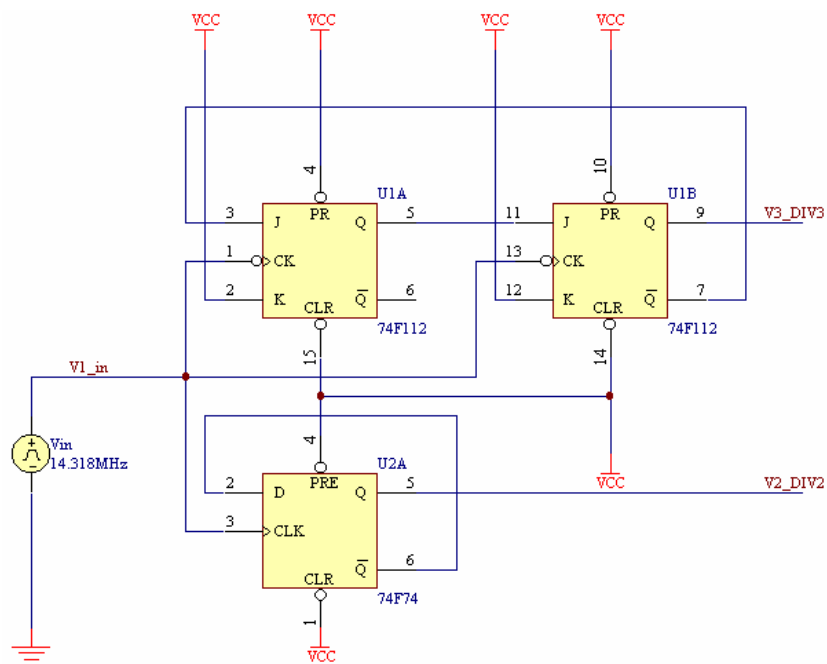 VCC VCC VCC VCC
4 10
U1A U1B
3 J PR Q 5 11 J PR Q 9 V3_DIV3
1 CK 13 CK
2 K CLR Q 6 12 K CLR Q 7
74F112 74F112
15 14
V1_in
4
Vin
14.318MHz
U2A
2 D PRE Q 5 VCC V2_DIV2
3 CLK
CLR Q 6
74F74
1
VCC